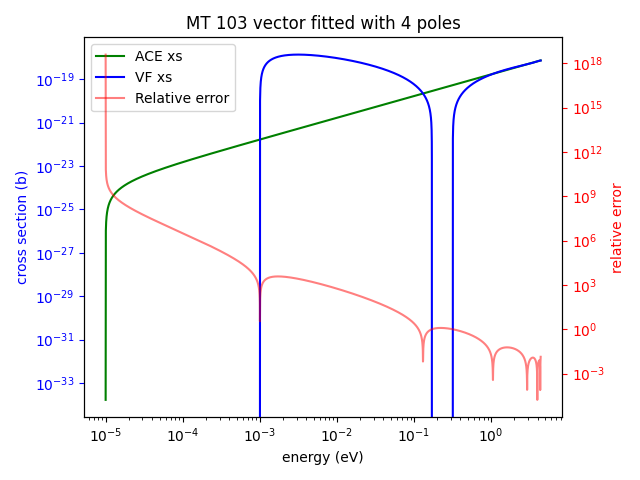 MT 103 vector fitted with 4 poles
ACE xs
VF xs
Relative error
cross section (b)
10^-19
10^-21
10^-23
10^-25
10^-27
10^-29
10^-31
10^-33
10^18
10^15
10^12
10^9
10^6
10^3
10^0
10^-3
relative error
10^-5 10^-4 10^-3 10^-2 10^-1 10^0
energy (eV)